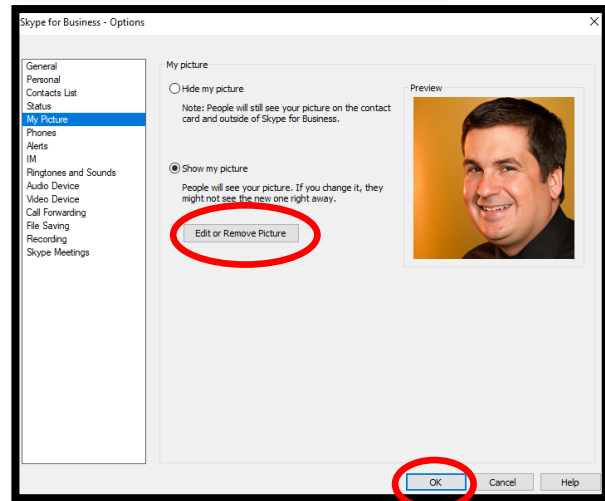 Skype for Business - Options
General
Personal
Contacts List
Status
My Picture
Phones
Alerts
IM
Ringtones and Sounds
Audio Device
Video Device
Call Forwarding
File Saving
Recording
Skype Meetings
My picture
Hide my picture
Note: People will still see your picture on the contact
card and outside of Skype for Business.
Show my picture
People will see your picture. If you change it, they
might not see the new one right away.
Edit or Remove Picture
Preview
OK
Cancel
Help